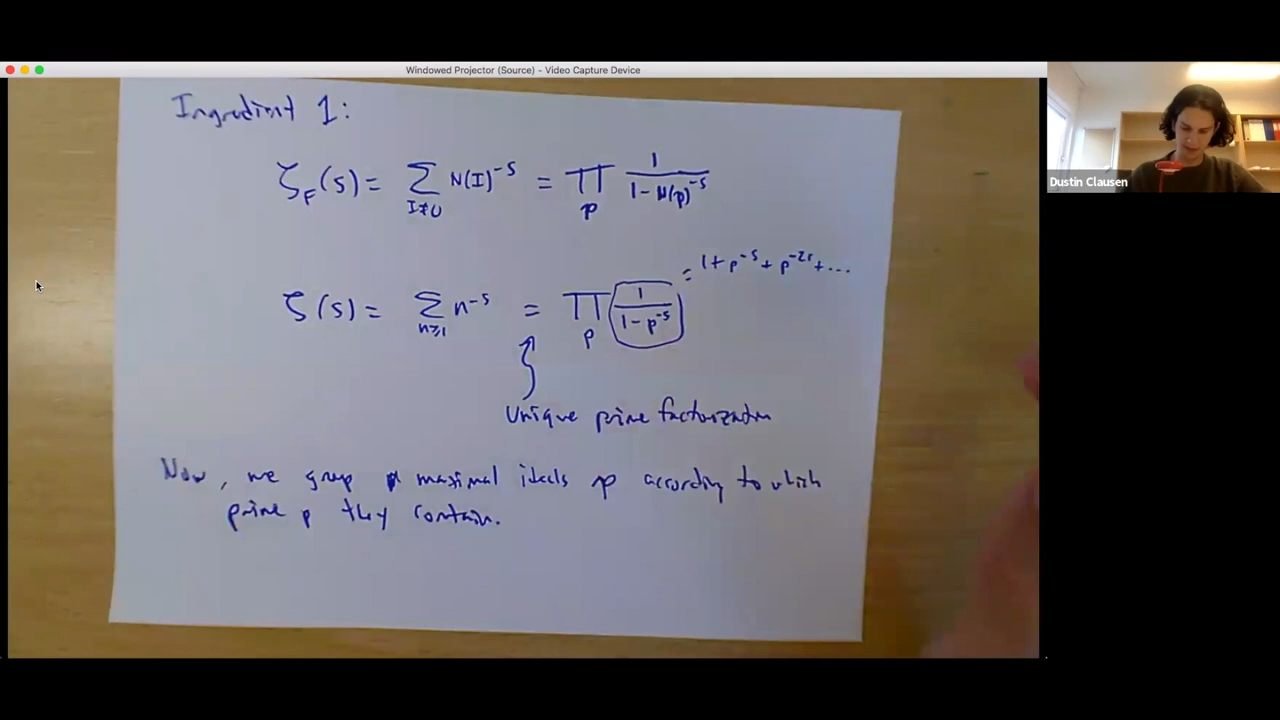 Windowed Projector (Source) - Video Capture Device
Dustin Clausen
Ingredient 1:
ζ_F(s) = Σ_{I≠0} N(I)^{-s} = ∏_p 1/(1-N(p)^{-s})
= 1+p^{-s}+p^{-2s}+...
ζ(s) = Σ_{n≥1} n^{-s} = ∏_p 1/(1-p^{-s})
Unique prime factorization
Now, we group maximal ideals p according to which
prime p they contain.